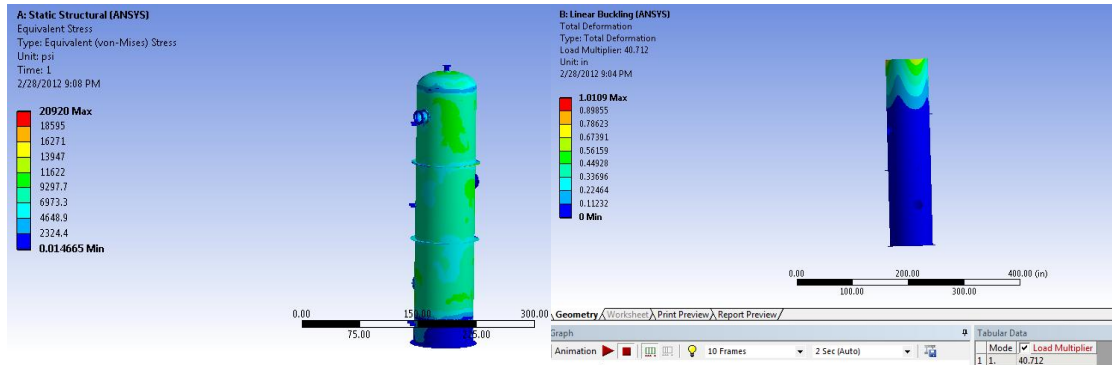 A: Static Structural (ANSYS)
Equivalent Stress
Type: Equivalent (von-Mises) Stress
Unit: psi
Time: 1
2/28/2012 9:08 PM
20920 Max
18595
16271
13947
11622
9297.7
6973.3
4648.9
2324.4
0.014665 Min
0.00 150.00 300.00
75.00 225.00
B: Linear Buckling (ANSYS)
Total Deformation
Type: Total Deformation
Load Multiplier: 40.712
Unit: in
2/28/2012 9:04 PM
1.0109 Max
0.89855
0.78623
0.67391
0.56159
0.44928
0.33696
0.22464
0.11232
0 Min
0.00 200.00 400.00 (in)
100.00 300.00
Geometry Worksheet Print Preview Report Preview
Graph
Animation 10 Frames 2 Sec (Auto)
Tabular Data
Mode Load Multiplier
1 1. 40.712